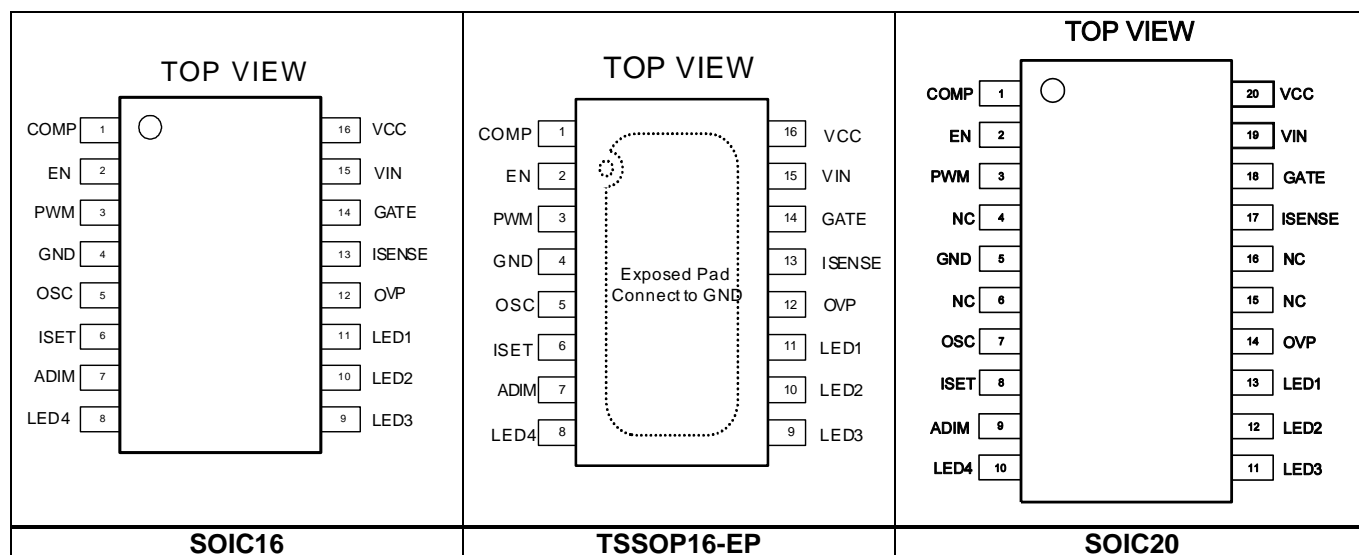 TOP VIEW
COMP 1 16 VCC
EN 2 15 VIN
PWM 3 14 GATE
GND 4 13 ISENSE
OSC 5 12 OVP
ISET 6 11 LED1
ADIM 7 10 LED2
LED4 8 9 LED3
SOIC16
TOP VIEW
COMP 1 16 VCC
EN 2 15 VIN
PWM 3 14 GATE
GND 4 13 ISENSE
Exposed Pad
Connect to GND
OSC 5 12 OVP
ISET 6 11 LED1
ADIM 7 10 LED2
LED4 8 9 LED3
TSSOP16-EP
TOP VIEW
COMP 1 20 VCC
EN 2 19 VIN
PWM 3 18 GATE
NC 4 17 ISENSE
GND 5 16 NC
NC 6 15 NC
OSC 7 14 OVP
ISET 8 13 LED1
ADIM 9 12 LED2
LED4 10 11 LED3
SOIC20